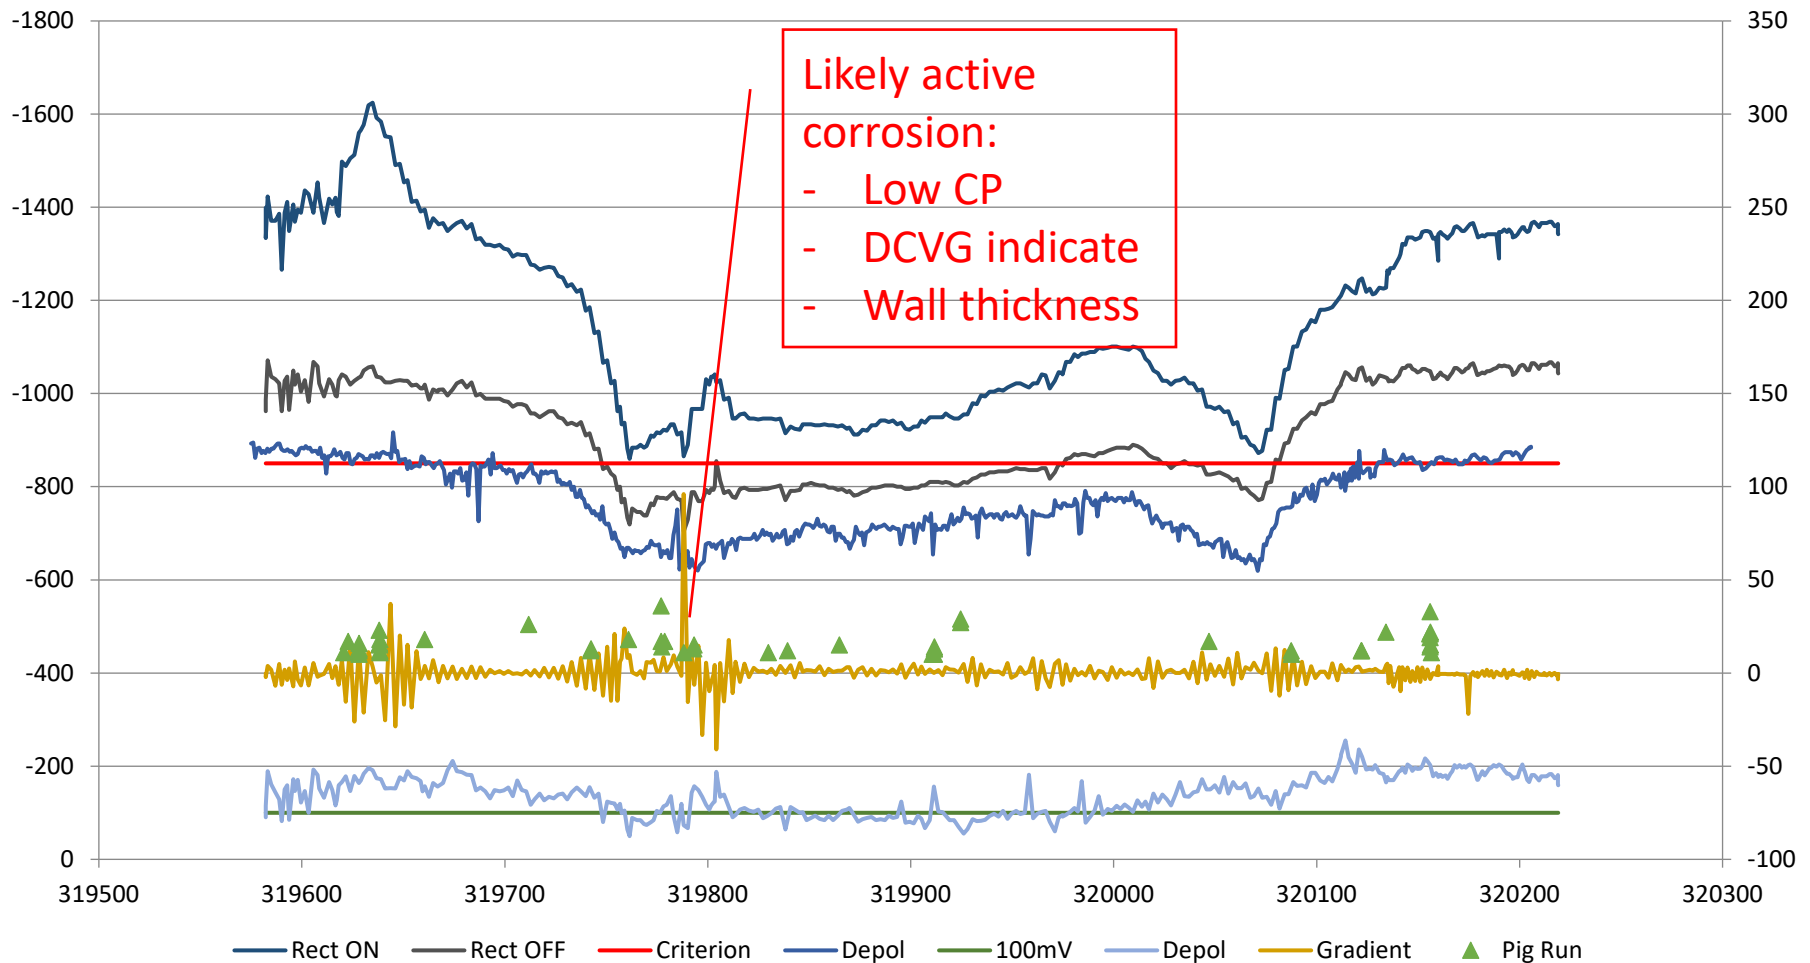 -1800
-1600
-1400
-1200
-1000
-800
-600
-400
-200
0
350
300
250
200
150
100
50
0
-50
-100
Likely active
corrosion:
- Low CP
- DCVG indicate
- Wall thickness
319500 319600 319700 319800 319900 320000 320100 320200 320300
Rect ON Rect OFF Criterion Depol 100mV Depol Gradient Pig Run